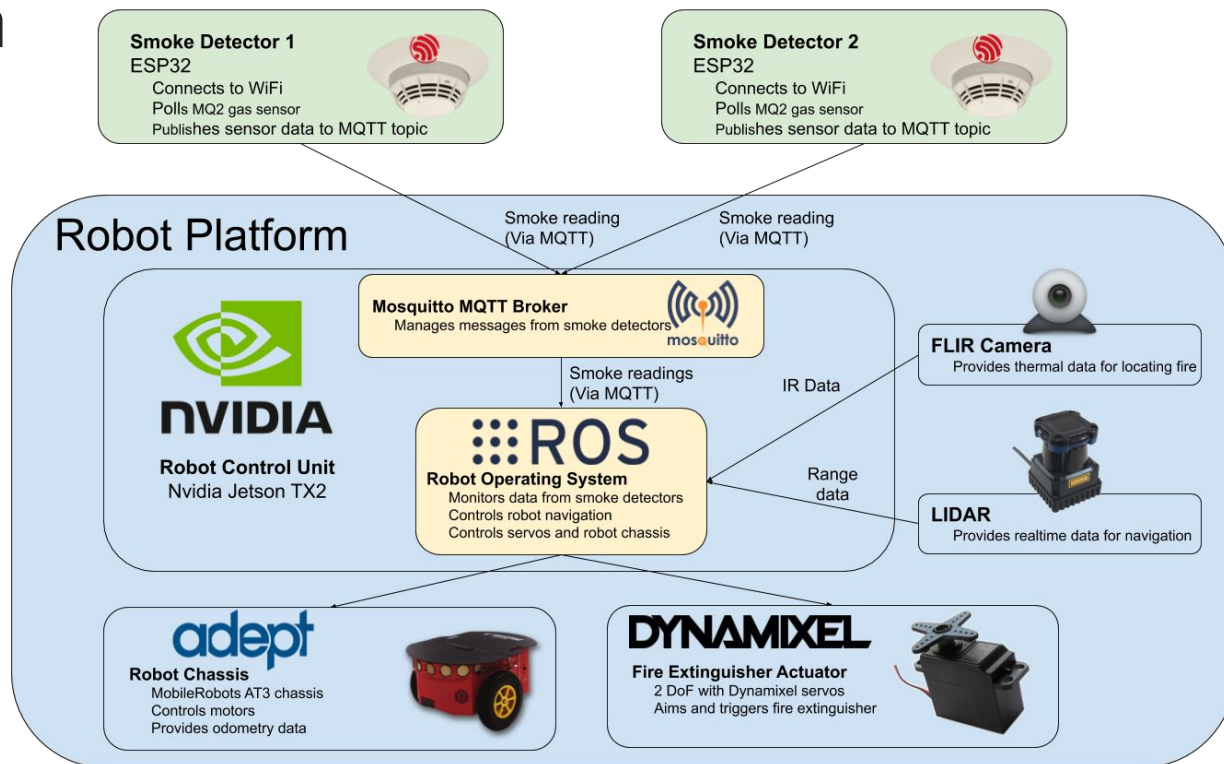 Smoke Detector 1
ESP32
Connects to WiFi
Polls MQ2 gas sensor
Publishes sensor data to MQTT topic
Smoke Detector 2
ESP32
Connects to WiFi
Polls MQ2 gas sensor
Publishes sensor data to MQTT topic
Robot Platform
Smoke reading
(Via MQTT)
Smoke reading
(Via MQTT)
Mosquitto MQTT Broker
Manages messages from smoke detectors
mosquitto
NVIDIA
Robot Control Unit
Nvidia Jetson TX2
Smoke readings
(Via MQTT)
ROS
Robot Operating System
Monitors data from smoke detectors
Controls robot navigation
Controls servos and robot chassis
FLIR Camera
Provides thermal data for locating fire
IR Data
Range
data
LIDAR
Provides realtime data for navigation
adept
Robot Chassis
MobileRobots AT3 chassis
Controls motors
Provides odometry data
DYNAMIXEL
Fire Extinguisher Actuator
2 DoF with Dynamixel servos
Aims and triggers fire extinguisher